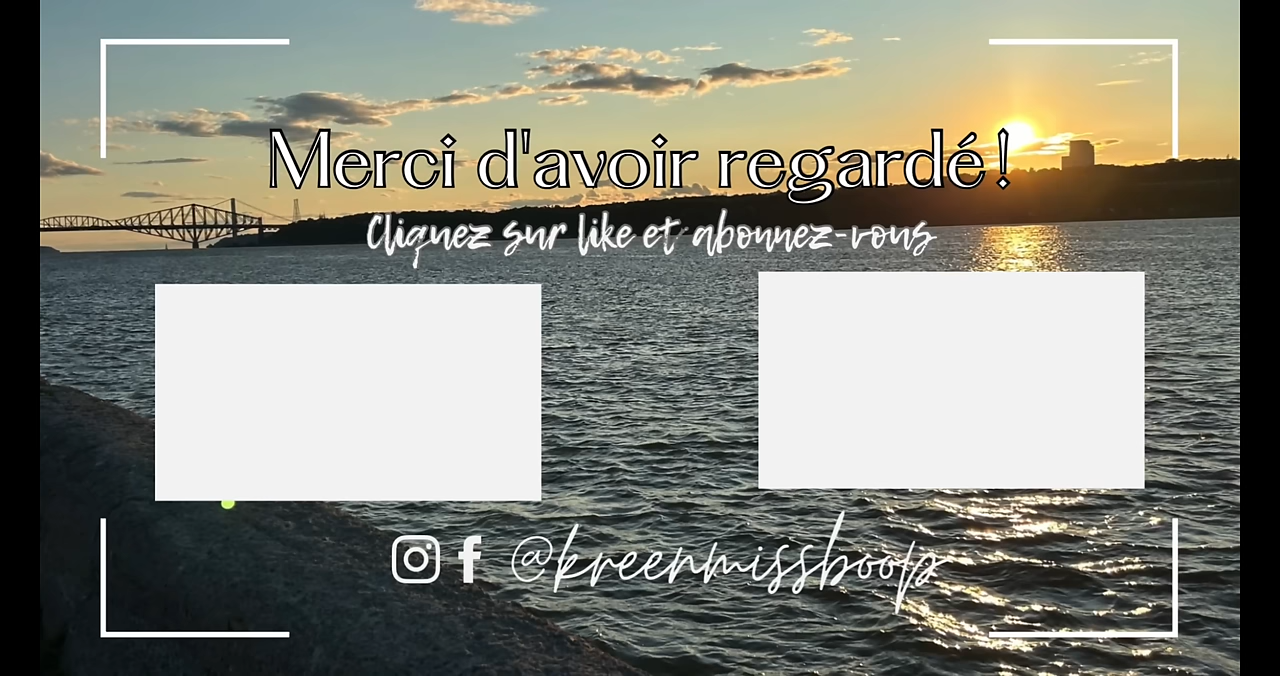 Merci d'avoir regardé!
Cliquez sur like et abonnez-vous
@kreenmissboop